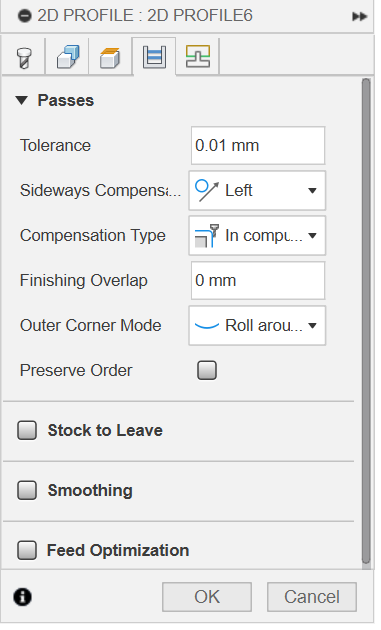 2D PROFILE : 2D PROFILE6
Passes
Tolerance 0.01 mm
Sideways Compensa... Left
Compensation Type In compu...
Finishing Overlap 0 mm
Outer Corner Mode Roll arou...
Preserve Order
Stock to Leave
Smoothing
Feed Optimization
OK Cancel